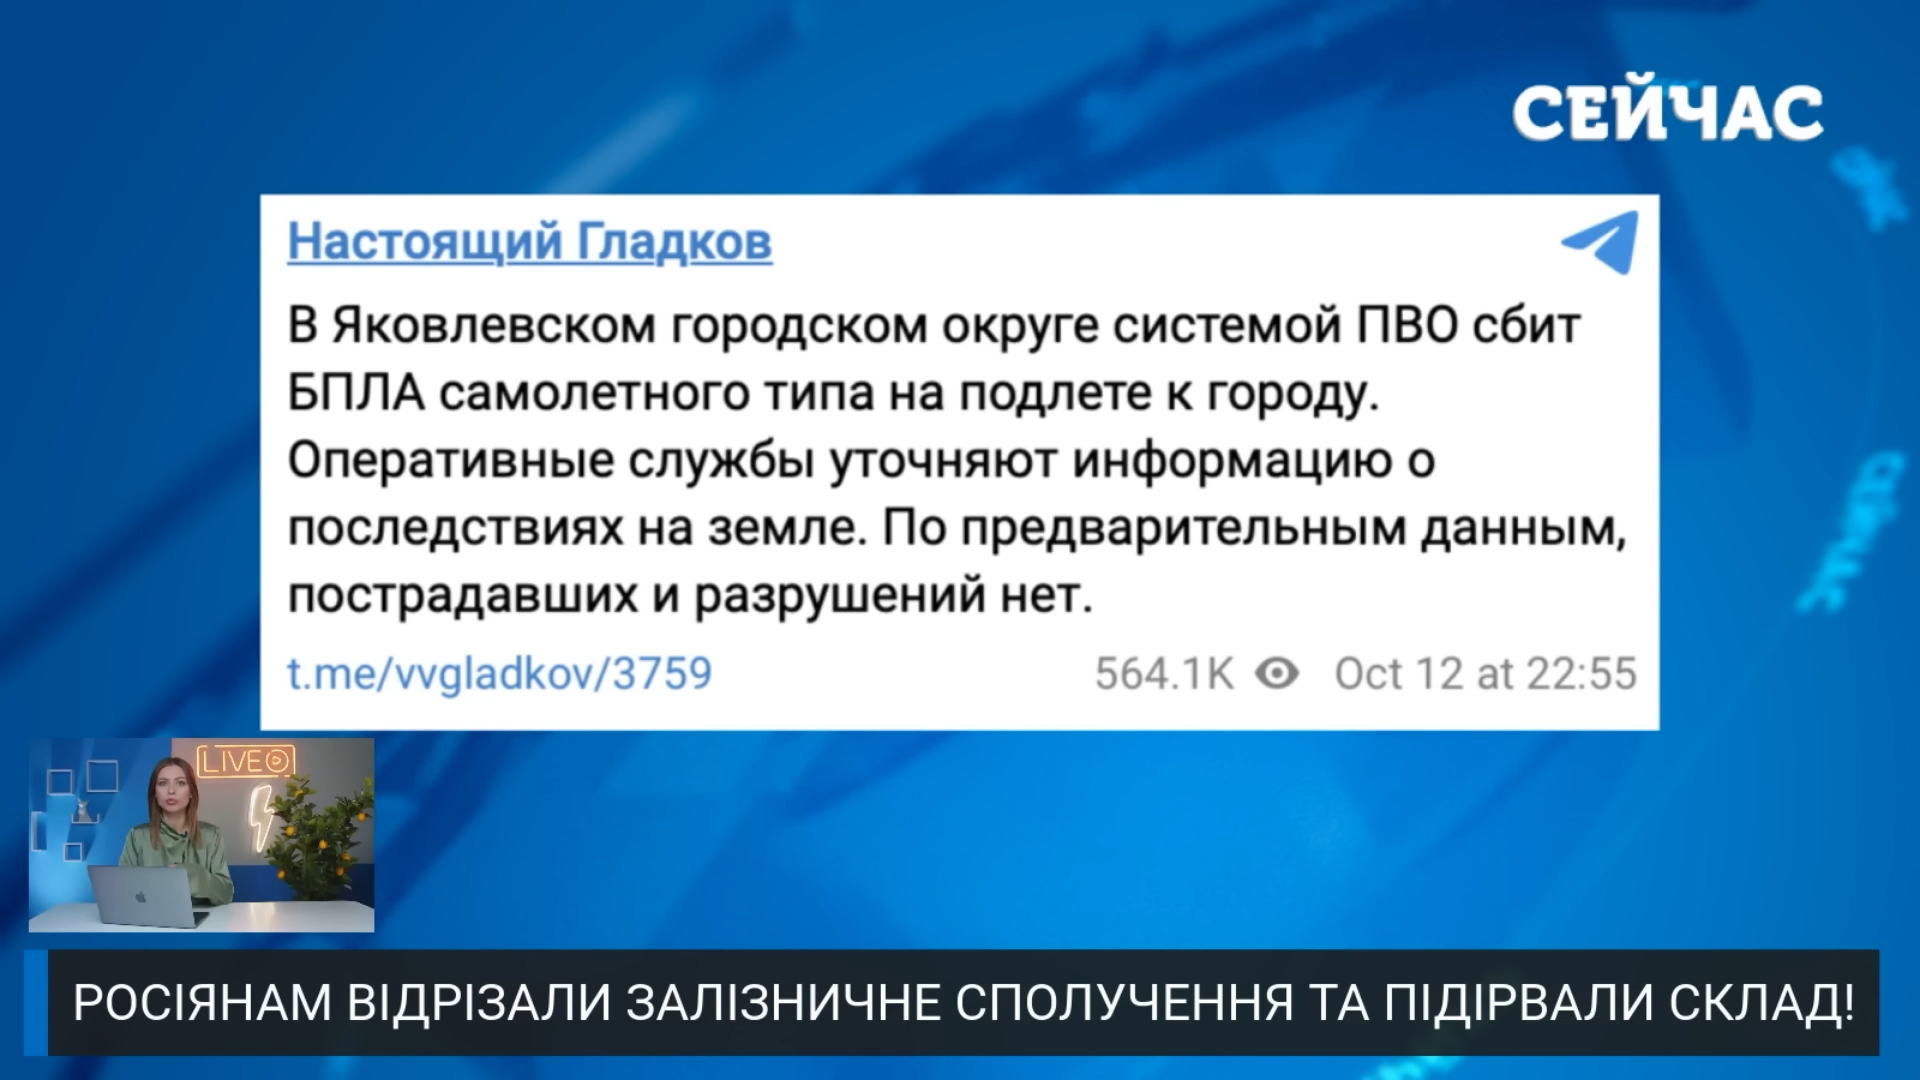 СЕЙЧАС
Настоящий Гладков
В Яковлевском городском округе системой ПВО сбит
БПЛА самолетного типа на подлете к городу.
Оперативные службы уточняют информацию о
последствиях на земле. По предварительным данным,
пострадавших и разрушений нет.
t.me/vvgladkov/3759 564.1K Oct 12 at 22:55
LIVE
РОСІЯНАМ ВІДРІЗАЛИ ЗАЛІЗНИЧНЕ СПОЛУЧЕННЯ ТА ПІДІРВАЛИ СКЛАД!